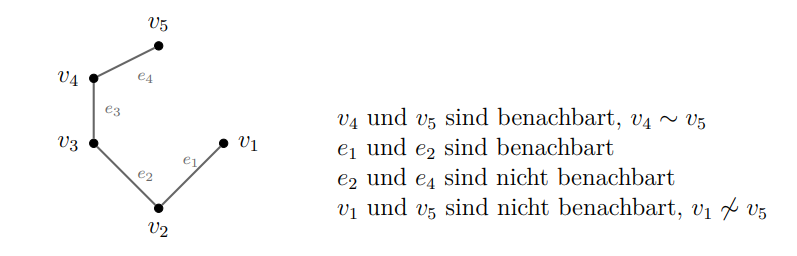 v₅
v₄
e₄
e₃
v₃
v₁
e₁
e₂
v₂
v₄ und v₅ sind benachbart, v₄ ∼ v₅
e₁ und e₂ sind benachbart
e₂ und e₄ sind nicht benachbart
v₁ und v₅ sind nicht benachbart, v₁ ≁ v₅